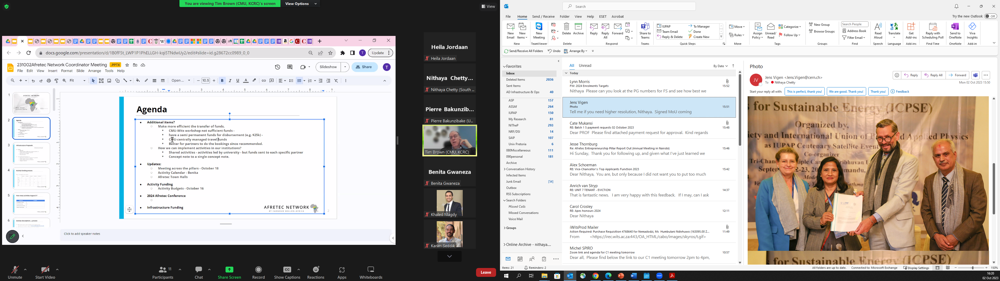 You are viewing Tim Brown (CMU, KCRC)'s screen
View Options
View
docs.google.com/presentation/d/1B0fF5t_LWP1P1PhELLGH-kqi5TNdwUy2/edit#slide=id.g28672cc0989_0_0
Update
231002Afretec Network Coordinator Meeting
.PPTX
File Edit View Insert Format Slide Arrange Tools Help
Slideshow
Share
Fit
Open ...
10.5
Agenda
Additional items?
Make more efficient the transfer of funds.
CMU-Wits workshop not sufficient funds -
have a semi permanent funds for disbursement (e.g. $25k) -
CMU-centrally managed travel funds
Better for partners to do the bookings since recommended.
How we can implement activities in our institutions?
Shared activities - activities led by university - but funds sent to each specific partner
Concept note to a single concept note.
Updates:
Meeting across the pillars - October 18
Activity Calendar - Benita
Afretec Town Halls
Activity Funding
Activity Budgets - October 16
2024 Afretec Conference
Infrastructure Funding
AFRETEC NETWORK
BY CARNEGIE MELLON-AFRICA
2
Click to add speaker notes
Heila Jordaan
Heila Jordaan
Nithaya Chetty...
Nithaya Chetty (South ...
Pierre Bakunzib...
Pierre Bakunzibake (U...
Tim Brown (CMU, KCRC)
Benita Gwaneza
Benita Gwaneza
Khaled Magdy
Karim Seddik
Unmute
Start Video
Participants
11
Chat
Share Screen
Record
Show Captions
Reactions
Apps
Whiteboards
Leave
Search
File Home Send / Receive Folder View Help ESET Acrobat
Try the new Outlook
Off
New Email
New Items
New Meeting
Delete
Archive
Reply
Reply All
Forward
Share to Teams
IUPAP
To Manager
Team Email
Done
Reply & Delete
Create New
Move
Rules
Assign Policy
Unread/ Read
Categorize
Follow Up
New Group
Browse Groups
Search People
Address Book
Filter Email
Read Aloud
Translate
Get Add-ins
Reply with Scheduling Poll
Send to OneNote
Viva Insights
New TeamViewer Delete Respond Teams Quick Steps Move Tags Groups Find Speech Language Add-ins Find Time OneNote Add-in
Send/Receive All Folders
Undo
Arrange By
Favorites
Inbox
Deleted Items 2036
Sent Items
AD Infrastructure & Ops 40
ASP 157
ASSAf 264
IUPAP 150
My Research 81
NITheP 293
NRF/DSI 14
SAIP 107
Univ Pretoria 6
080Miscellaneous 111
090personal 181
Archive
Conversation History
Infected Items
Junk Email [54]
Outbox
RSS Subscriptions
Search Folders
Missed Calls
Missed Conversations
Voice Mail
Groups
Online Archive - nithaya....
All Unread
By Date
Today
Lynn Morris
FW: 2024 Enrolments Targets 15:52
Nithaya Please can you look at the PG numbers for FS and see how best we
Jens Vigen
Photo 15:51
Tell me if you need higher resolution, Nithaya. Signed MoU coming
Cate Mukansi
RE: Batch 1 5 payment requests 02 October 2023 15:48
Dear PROF Please find attached payment request for approval. Kind regards
Jesse Thornburg
Re: Afretec Entrepreneurship Pillar Report Out (Annual Meeting in Nairobi) 15:46
Hi Sunday, Thank you for following up, and given what I've just learned we
Alex Schoeman
RE: Vice-Chancellor's: Top Applicants Function 2023 15:42
Dear Nithaya, You are, but only because I did not want you to put too much
Anrich van Stryp
RE: UNIT 7 TENANT - EVICTION 14:37
That is fantastic news. I am very happy with this feedback. If I may, can I ask
Carol Crosley
RE: Apes honours 2024 12:11
Dear Nithaya
iWitsProd Mailer
Action Required: Purchase Requisition 4768640 for Nemadodzi, Ms Humbulani Ndivhuwo (163095.00 Z... 11:49
From <https://irec.wits.ac.za:443/OA_HTML/cabo/images/skyros/t.gif>
Michel SPIRO
Zoom link and agenda for C1 meeting tomorrow 10:57
Dear all, Please find below the link to our C1 meeting tomorrow 2pm to 4pm,
Photo
JV
Jens Vigen <Jens.Vigen@cern.ch>
To Nithaya Chetty
Reply
Reply All
Forward
Mon 02 Oct 2023 15:50
Start your reply all with:
This is perfect, thank you!
We are good. Thank you!
Thank you!
Feedback
for Sustainable Energy (ICPSE)
Organized by,
iety and International Union of
Applied Physics
as IUPAP Centenary Satellite Event
Co-organizer
for Sustainable Energy (ICPSE)
Items: 21
Reminders: 2
All folders are up to date.
Connected to: Microsoft Exchange
Display Settings
150%
16:20
02 Oct 2023